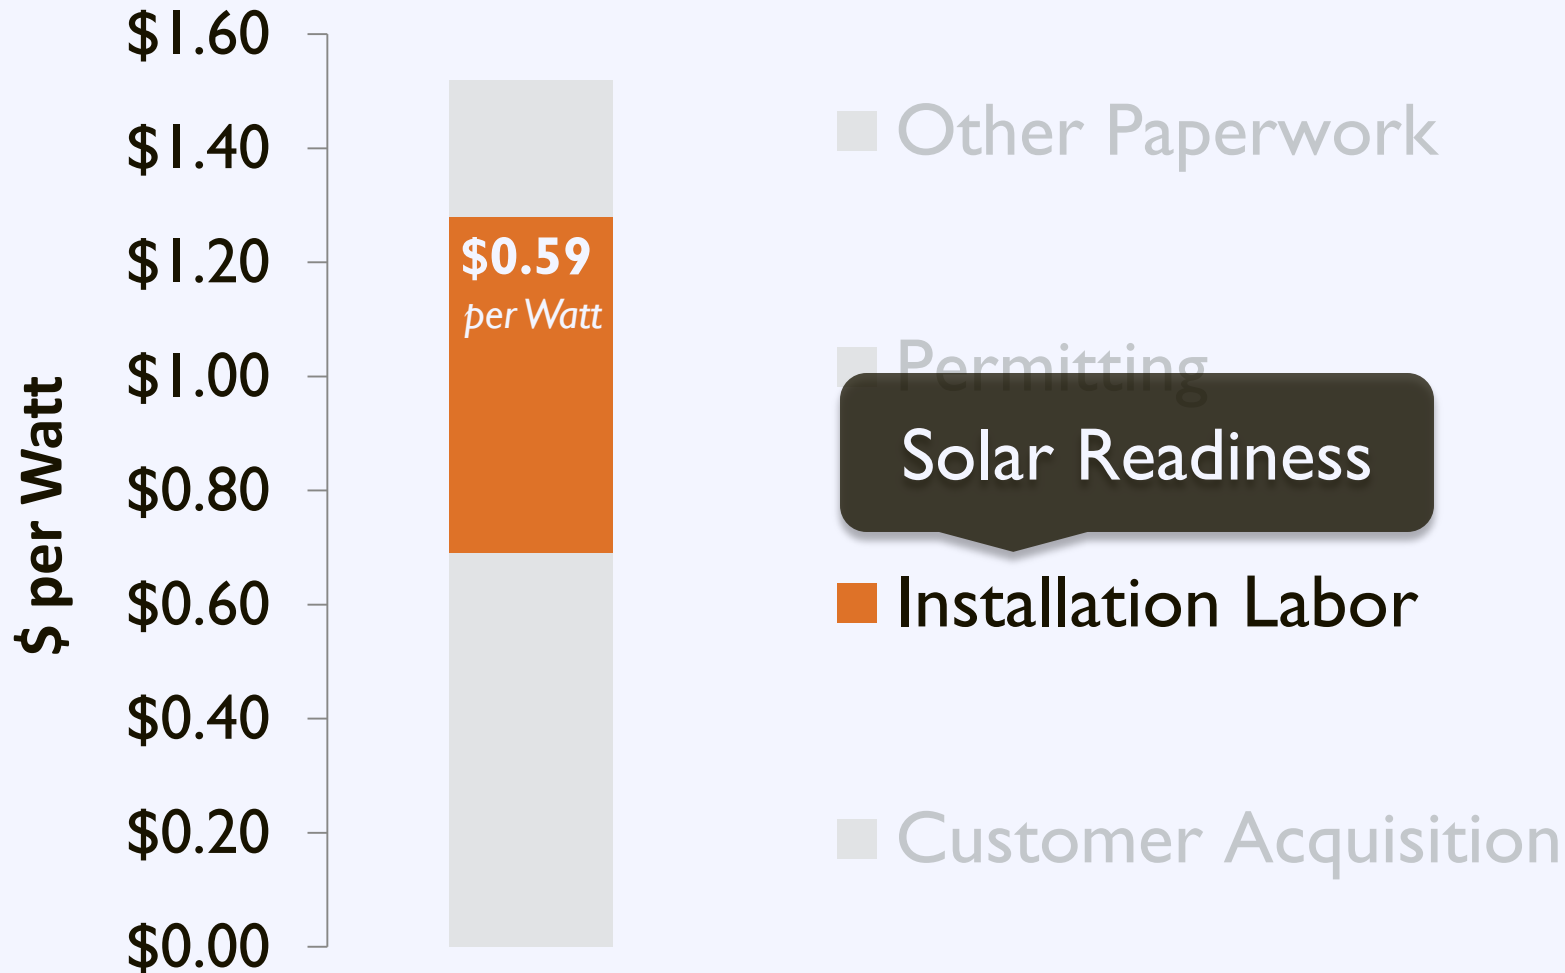 $1.60
$1.40
$1.20
$1.00
$0.80
$0.60
$0.40
$0.20
$0.00
$ per Watt
$0.59
per Watt
Other Paperwork
Permitting
Solar Readiness
Installation Labor
Customer Acquisition